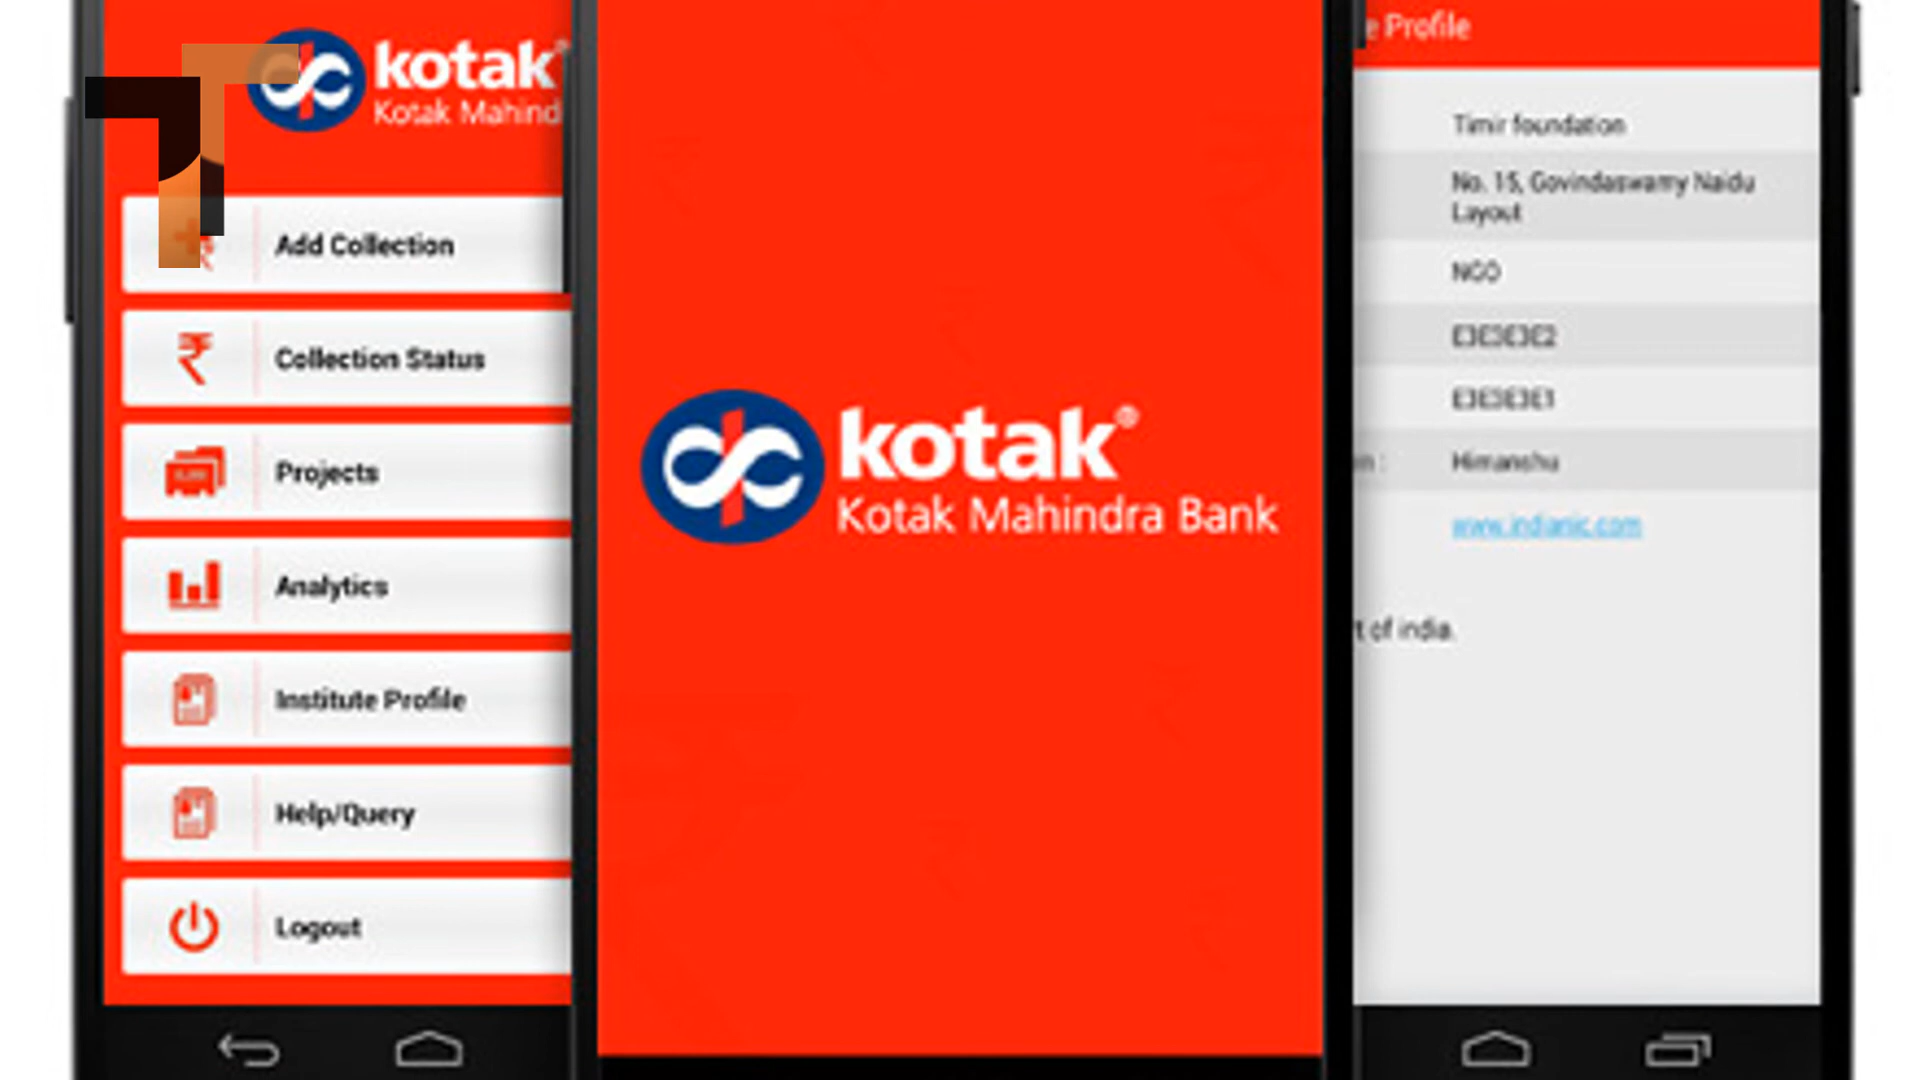 kotak
Kotak Mahind
Add Collection
Collection Status
Projects
Analytics
Institute Profile
Help/Query
Logout
kotak®
Kotak Mahindra Bank
e Profile
Timir foundation
No. 15, Govindaswamy Naidu
Layout
NGO
Himanshu
www.indianic.com
t of india.